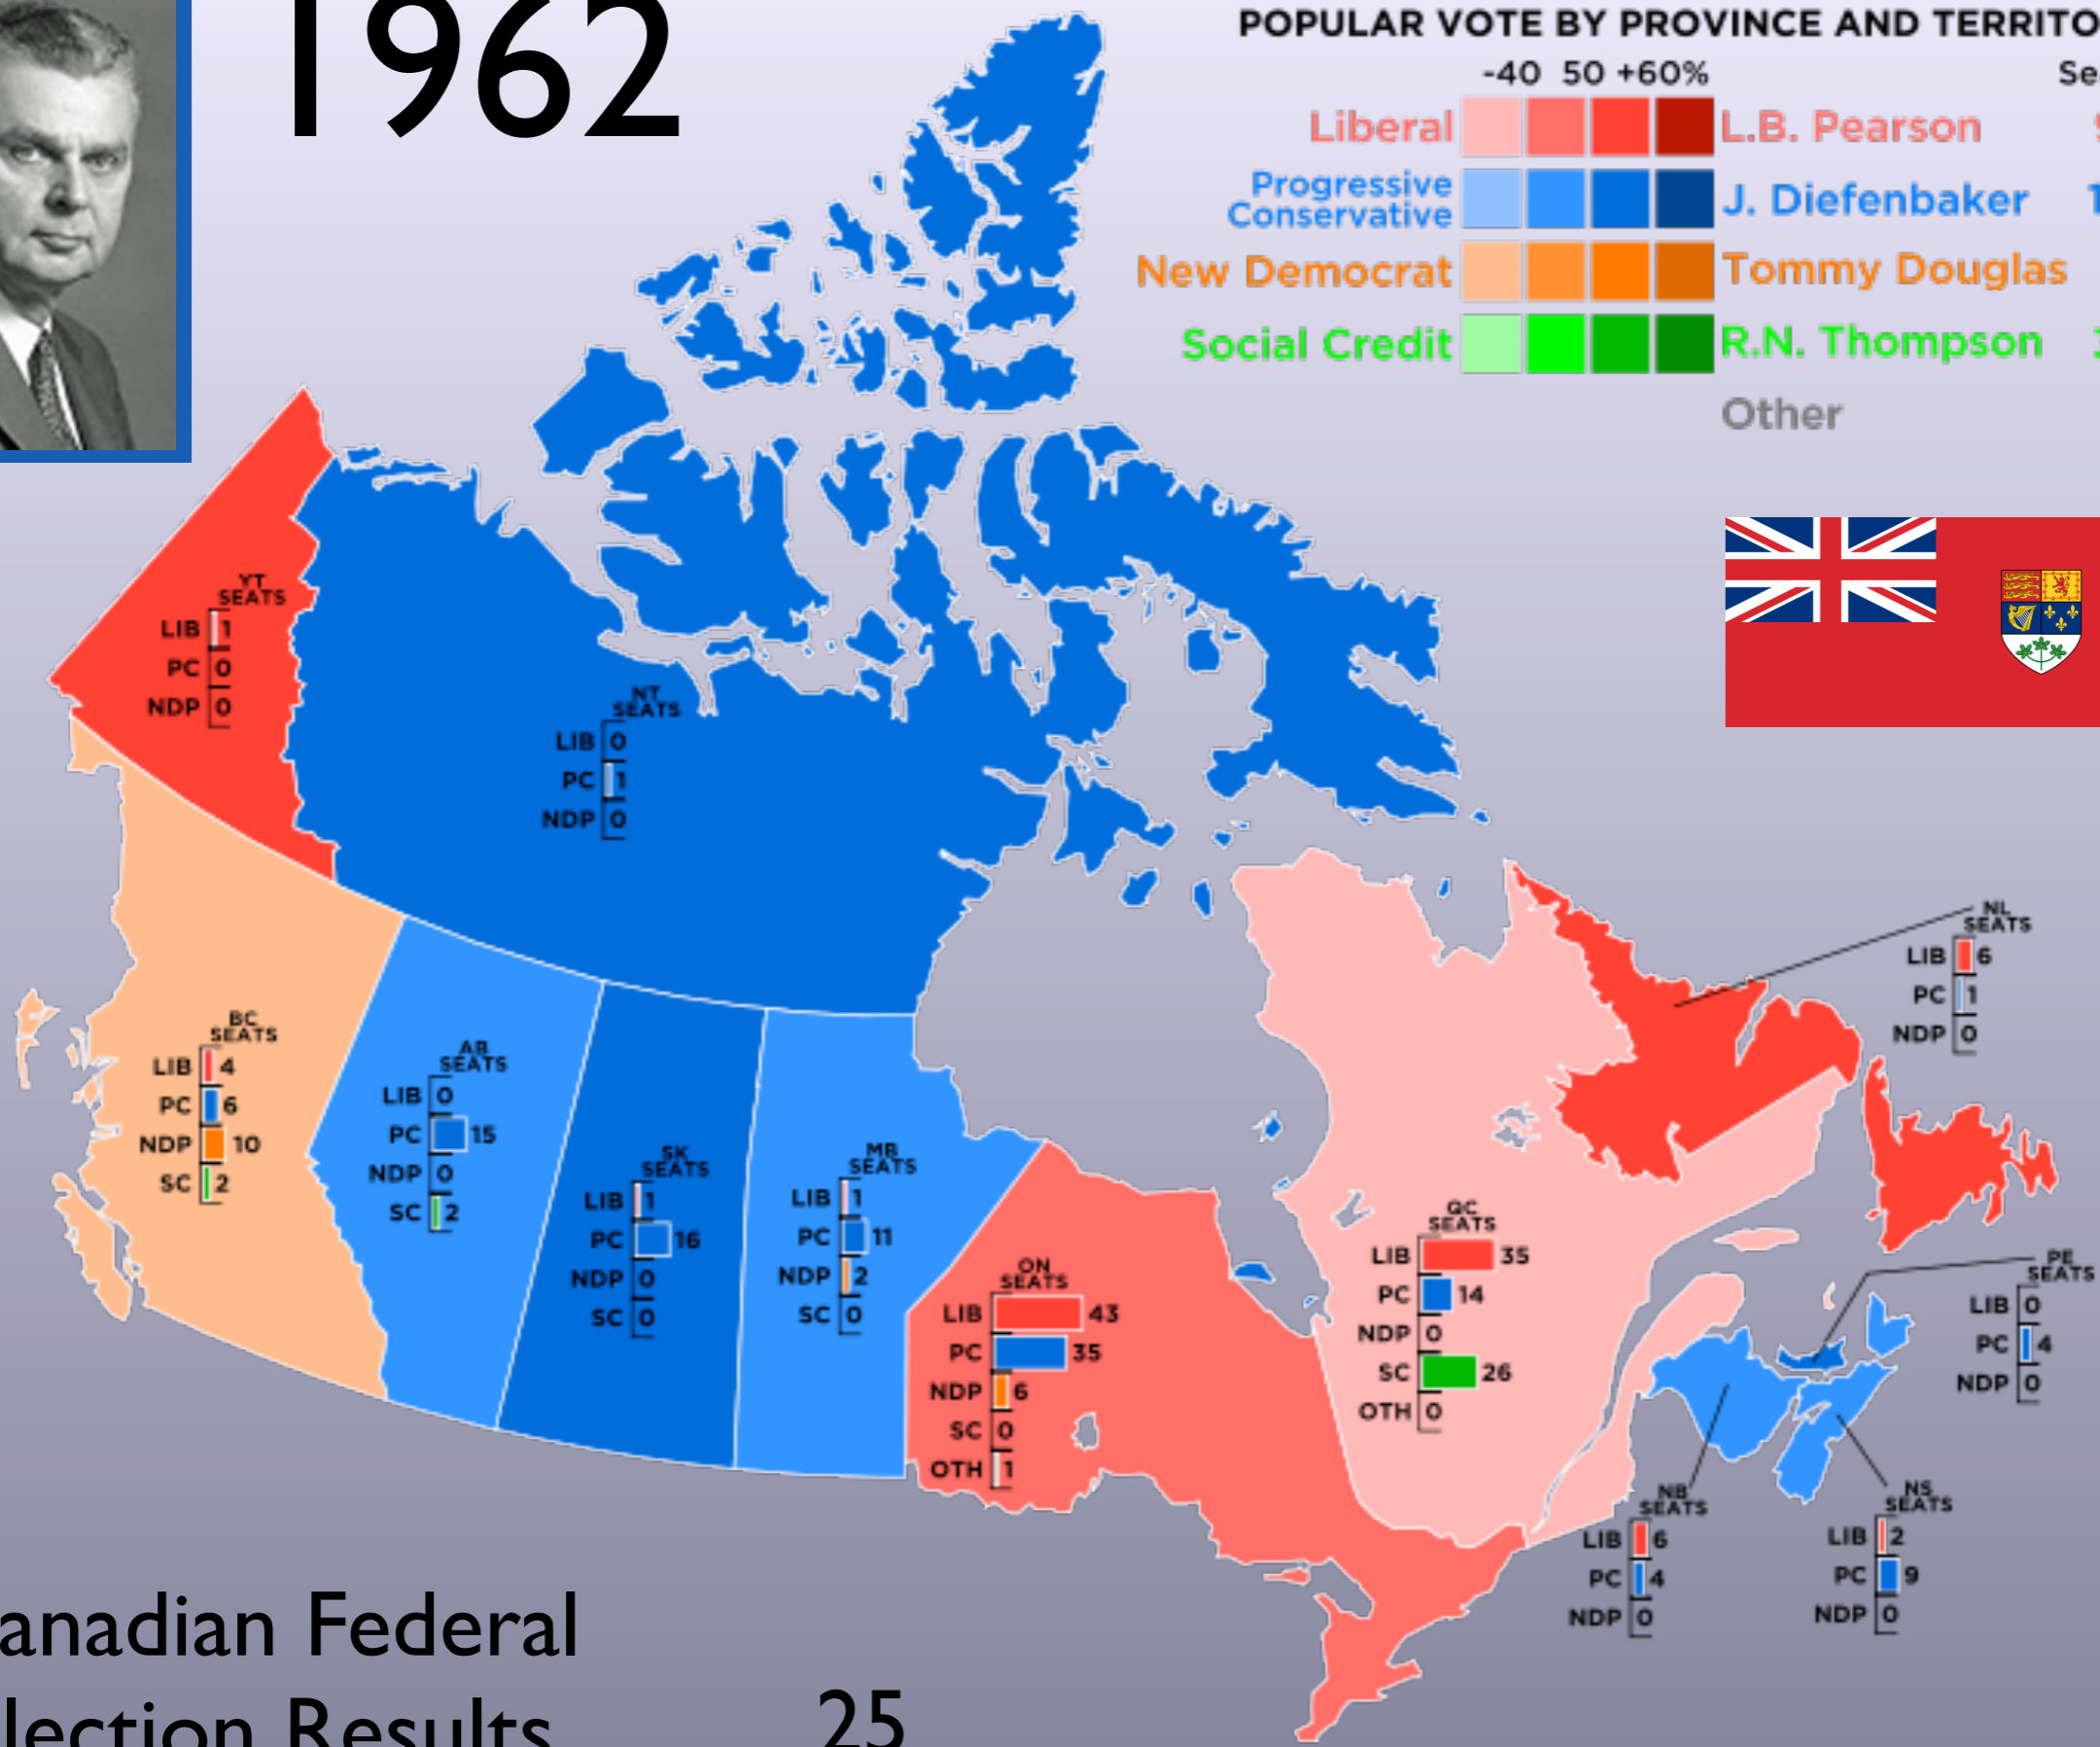 1962
POPULAR VOTE BY PROVINCE AND TERRITO
-40 50 +60%
Se
Liberal L.B. Pearson
Progressive
Conservative J. Diefenbaker 1
New Democrat Tommy Douglas
Social Credit R.N. Thompson
Other
YT
SEATS
LIB 1
PC 0
NDP 0
NT
SEATS
LIB 0
PC 1
NDP 0
NL
SEATS
LIB 6
PC 1
NDP 0
BC
SEATS
LIB 4
PC 6
NDP 10
SC 2
AB
SEATS
LIB 0
PC 15
NDP 0
SC 2
SK
SEATS
LIB 1
PC 16
NDP 0
SC 0
MB
SEATS
LIB 1
PC 11
NDP 2
SC 0
ON
SEATS
LIB 43
PC 35
NDP 6
SC 0
OTH 1
QC
SEATS
LIB 35
PC 14
NDP 0
SC 26
OTH 0
PE
SEATS
LIB 0
PC 4
NDP 0
NB
SEATS
LIB 6
PC 4
NDP 0
NS
SEATS
LIB 2
PC 9
NDP 0
anadian Federal
lection Results
25